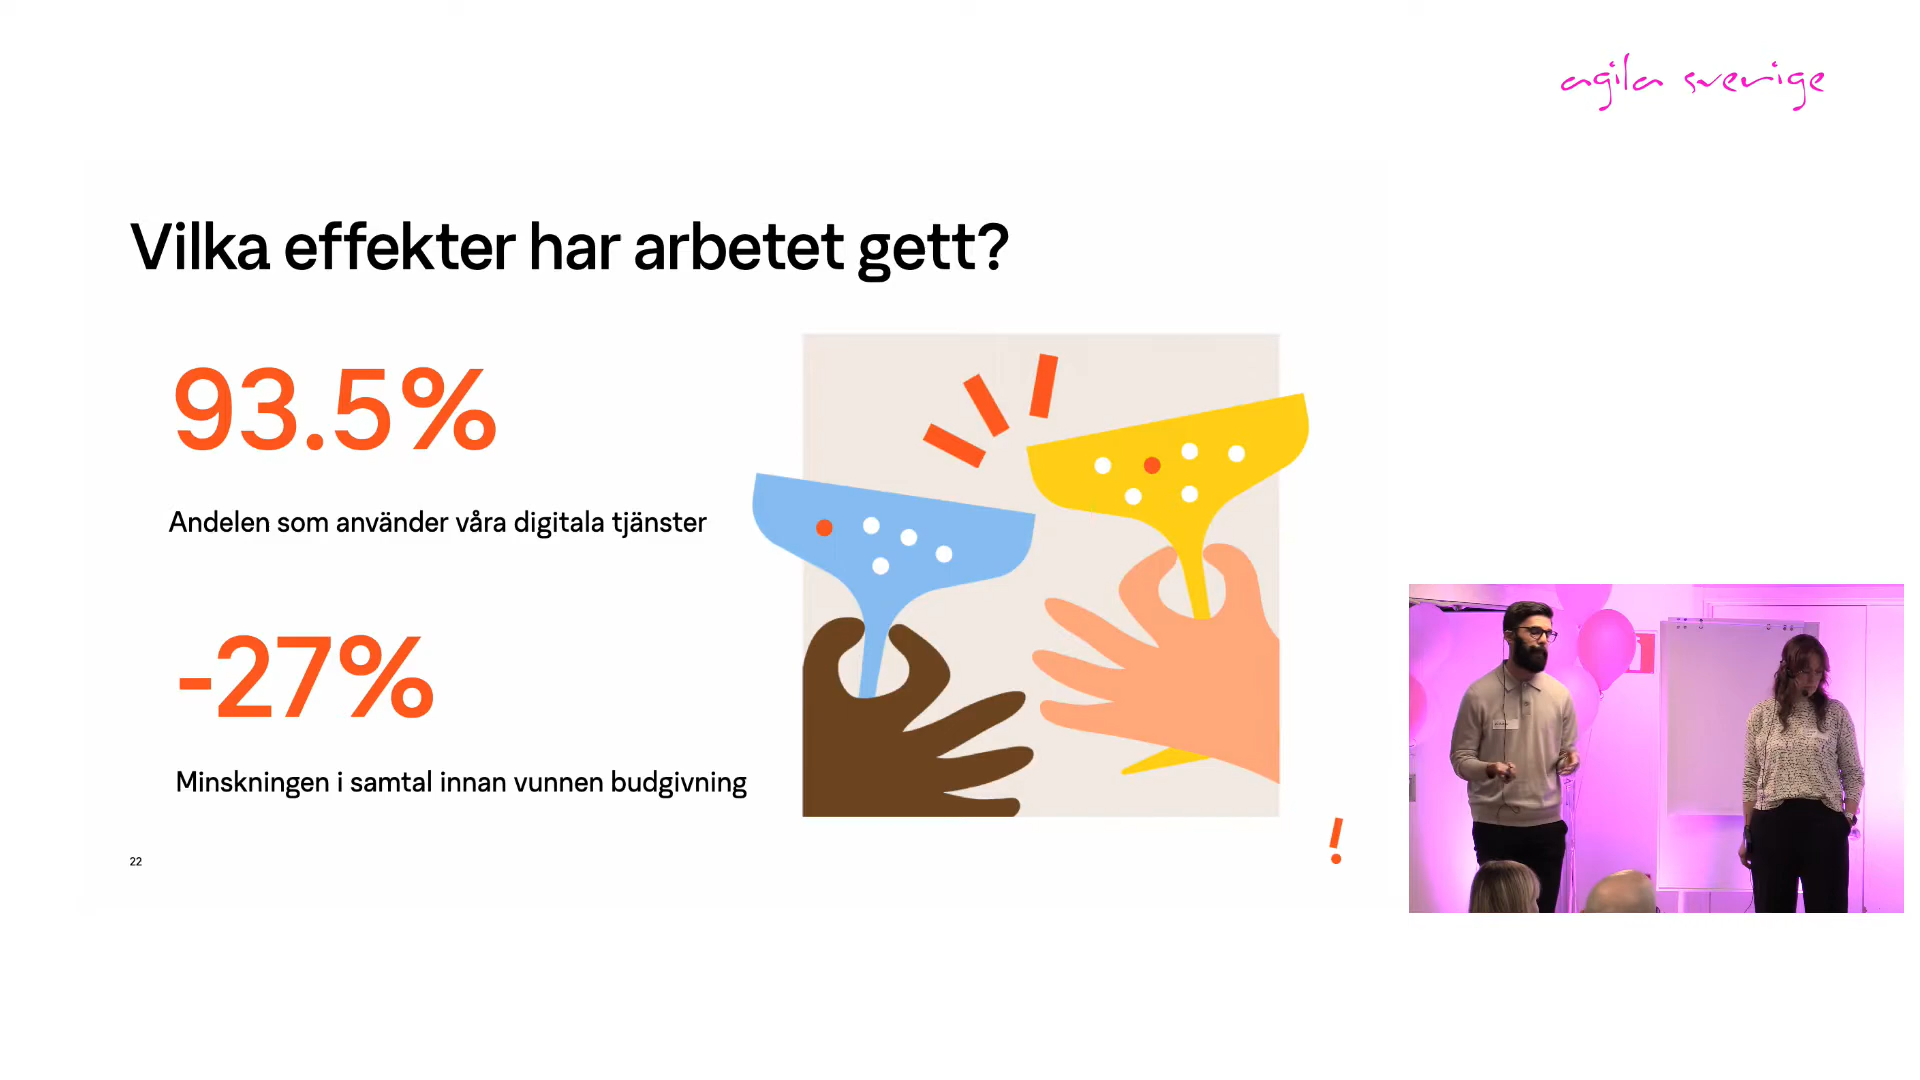 agila sverige
Vilka effekter har arbetet gett?
93.5%
Andelen som använder våra digitala tjänster
-27%
Minskningen i samtal innan vunnen budgivning
22
!